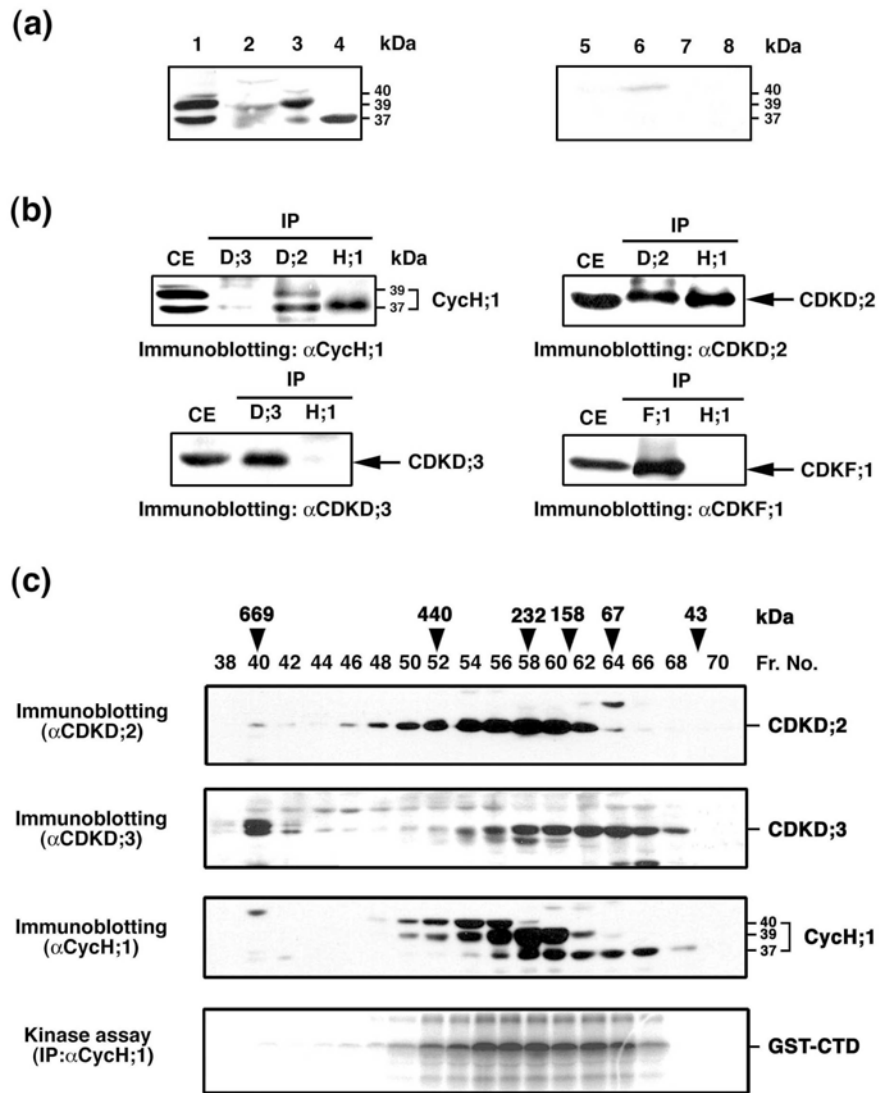 (a)
1 2 3 4 kDa
40
39
37
5 6 7 8 kDa
40
39
37
(b)
IP
CE D;3 D;2 H;1 kDa
39
37
CycH;1
Immunoblotting: αCycH;1
IP
CE D;2 H;1
CDKD;2
Immunoblotting: αCDKD;2
IP
CE D;3 H;1
CDKD;3
Immunoblotting: αCDKD;3
IP
CE F;1 H;1
CDKF;1
Immunoblotting: αCDKF;1
(c)
669 440 232 158 67 43 kDa
38 40 42 44 46 48 50 52 54 56 58 60 62 64 66 68 70 Fr. No.
Immunoblotting
(αCDKD;2)
CDKD;2
Immunoblotting
(αCDKD;3)
CDKD;3
Immunoblotting
(αCycH;1)
40
39
37
CycH;1
Kinase assay
(IP:αCycH;1)
GST-CTD